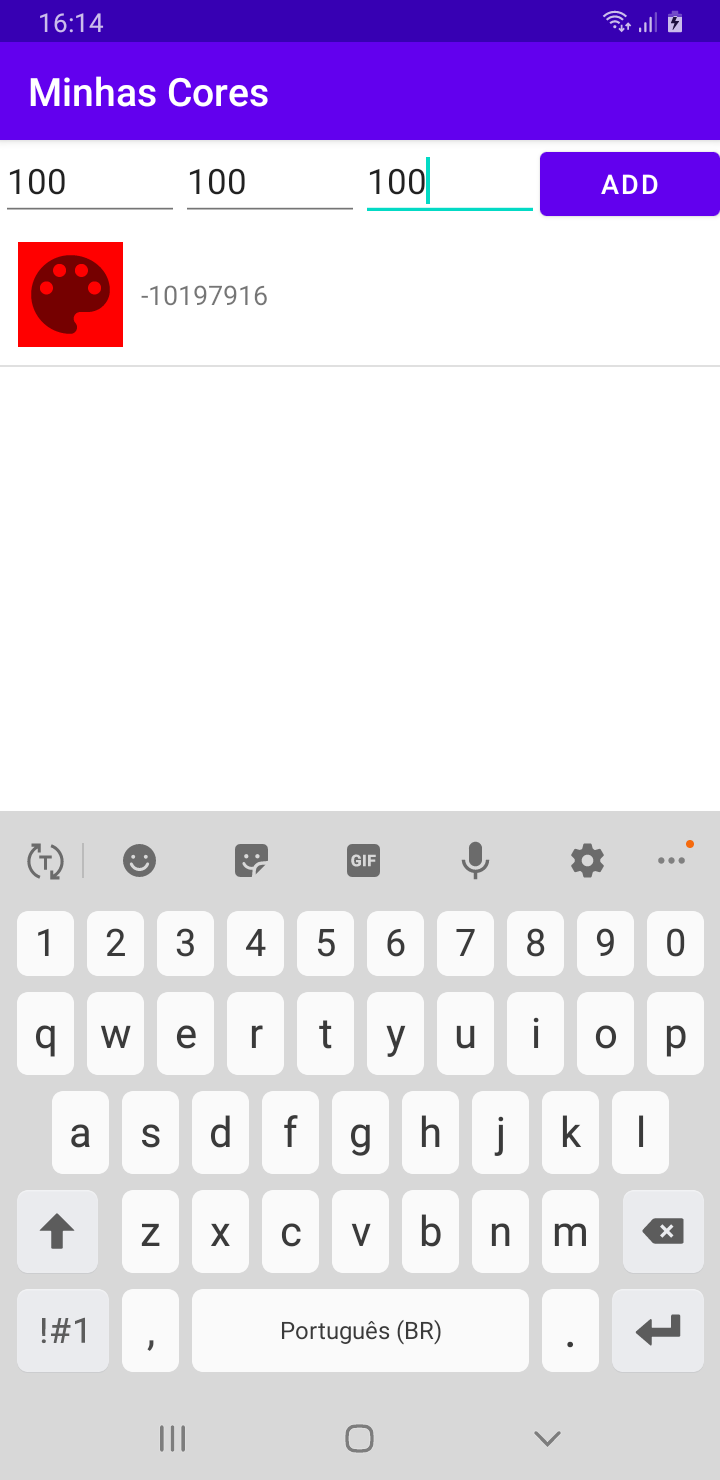 16:14
Minhas Cores
100 100 100 ADD
-10197916
T
GIF
1 2 3 4 5 6 7 8 9 0
q w e r t y u i o p
a s d f g h j k l
z x c v b n m
!#1 , Português (BR) .